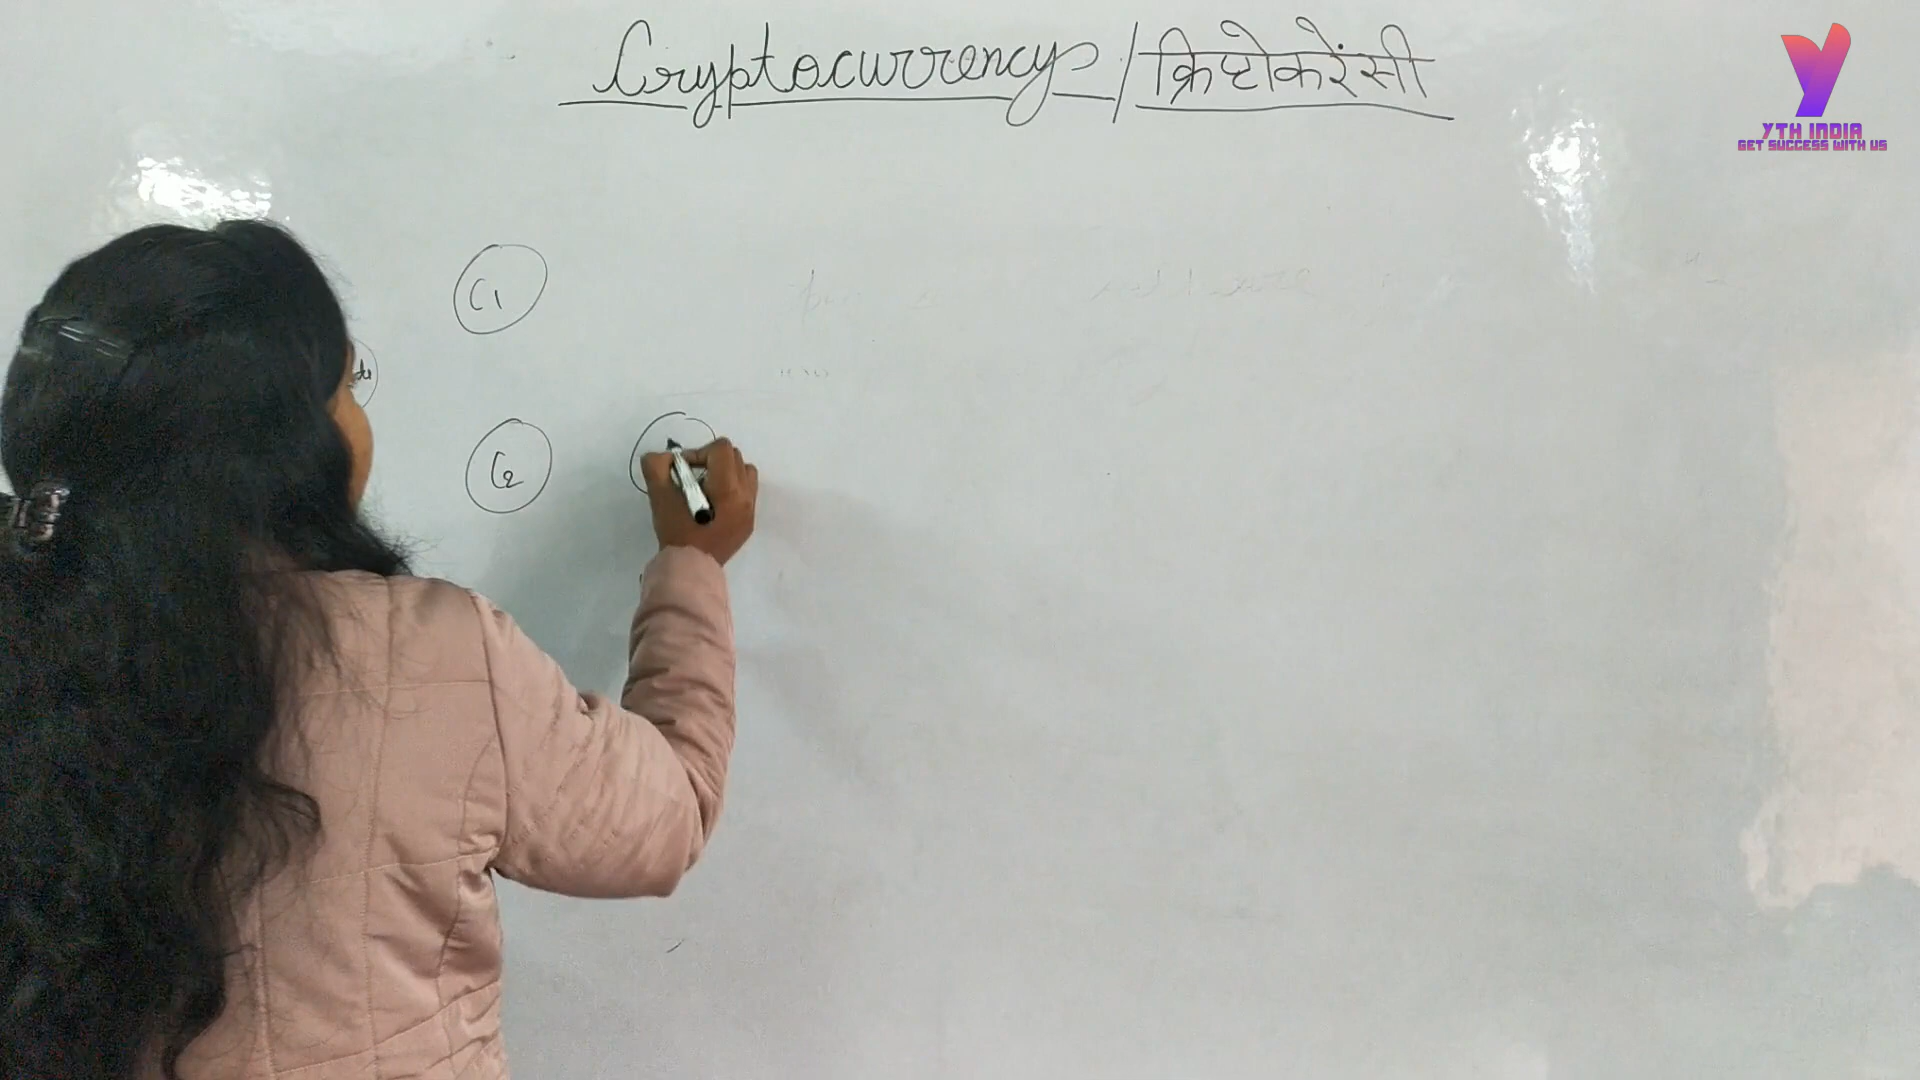 Cryptocurrency / क्रिप्टोकरेंसी
YTH INDIA
GET SUCCESS WITH US
C1
C2